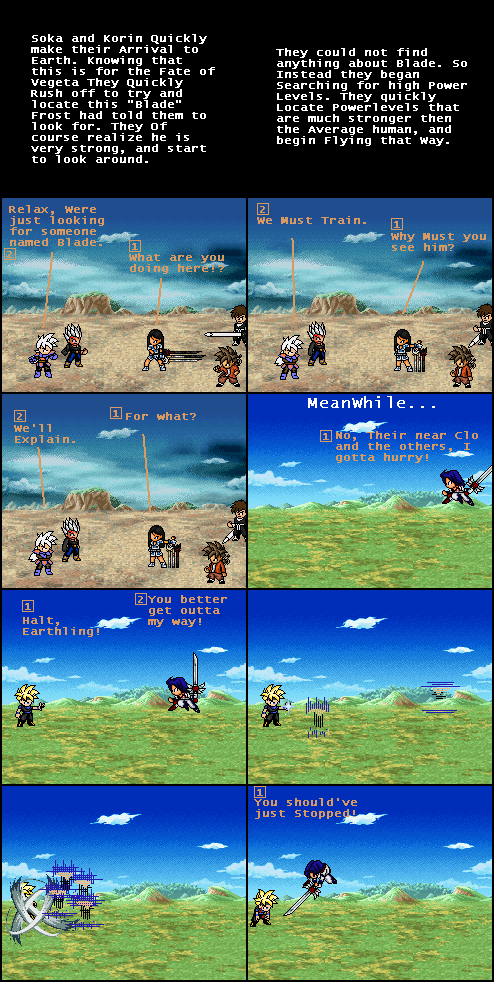 Soka and Korin Quickly
make their Arrival to
Earth. Knowing that
this is for the Fate of
Vegeta They Quickly
Rush off to try and
locate this "Blade"
Frost had told them to
look for. They Of
course realize he is
very strong, and start
to look around.
They could not find
anything about Blade. So
Instead they began
Searching for high Power
Levels. They quickly
Locate Powerlevels that
are much stronger then
the Average human, and
begin Flying that Way.
Relax, Were
just looking
for someone
named Blade.
2
1
What are you
doing here!?
2
We Must Train.
1
Why Must you
see him?
2
We'll
Explain.
1 For what?
MeanWhile...
1 No, Their near Clo
and the others, I
gotta hurry!
1
Halt,
Earthling!
2 You better
get outta
my way!
1
You should've
just Stopped!